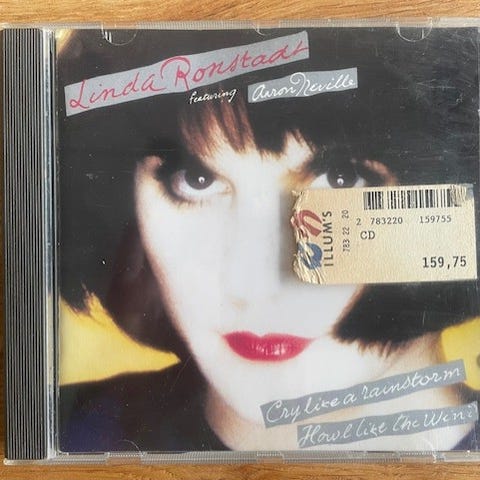 Linda Ronstadt
featuring Aaron Neville
ILLUM'S
783 22 20
2 783220 159755
CD
159,75
Cry like a rainstorm
Howl like the Wind